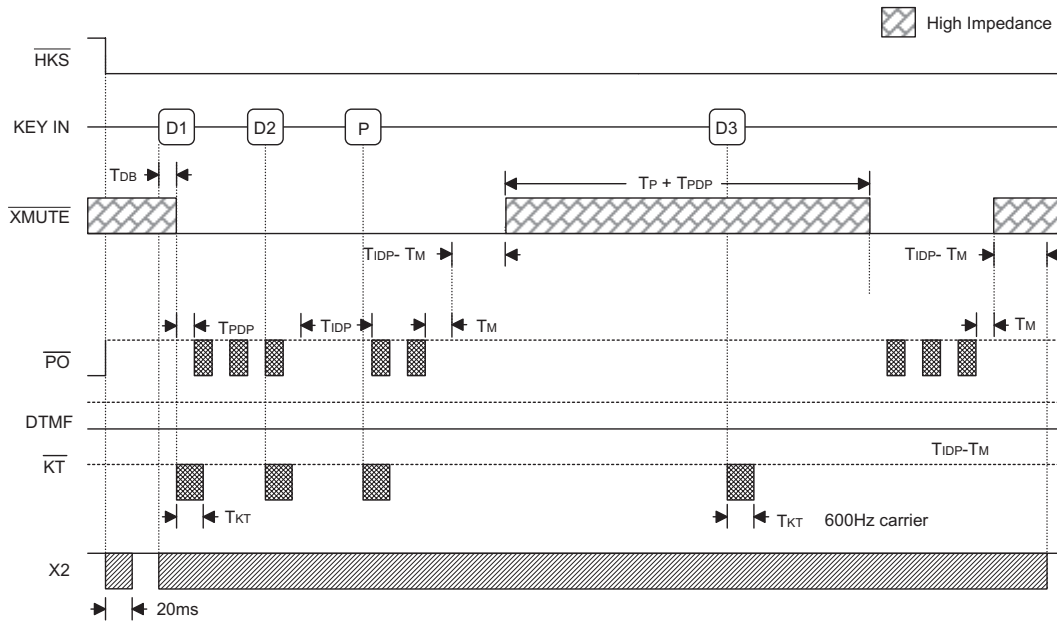 High Impedance
HKS
KEY IN
D1
D2
P
D3
TDB
TP + TPDP
XMUTE
TIDP- TM
TIDP- TM
TPDP
TIDP
TM
TM
PO
DTMF
TIDP-TM
KT
TKT
TKT
600Hz carrier
X2
20ms